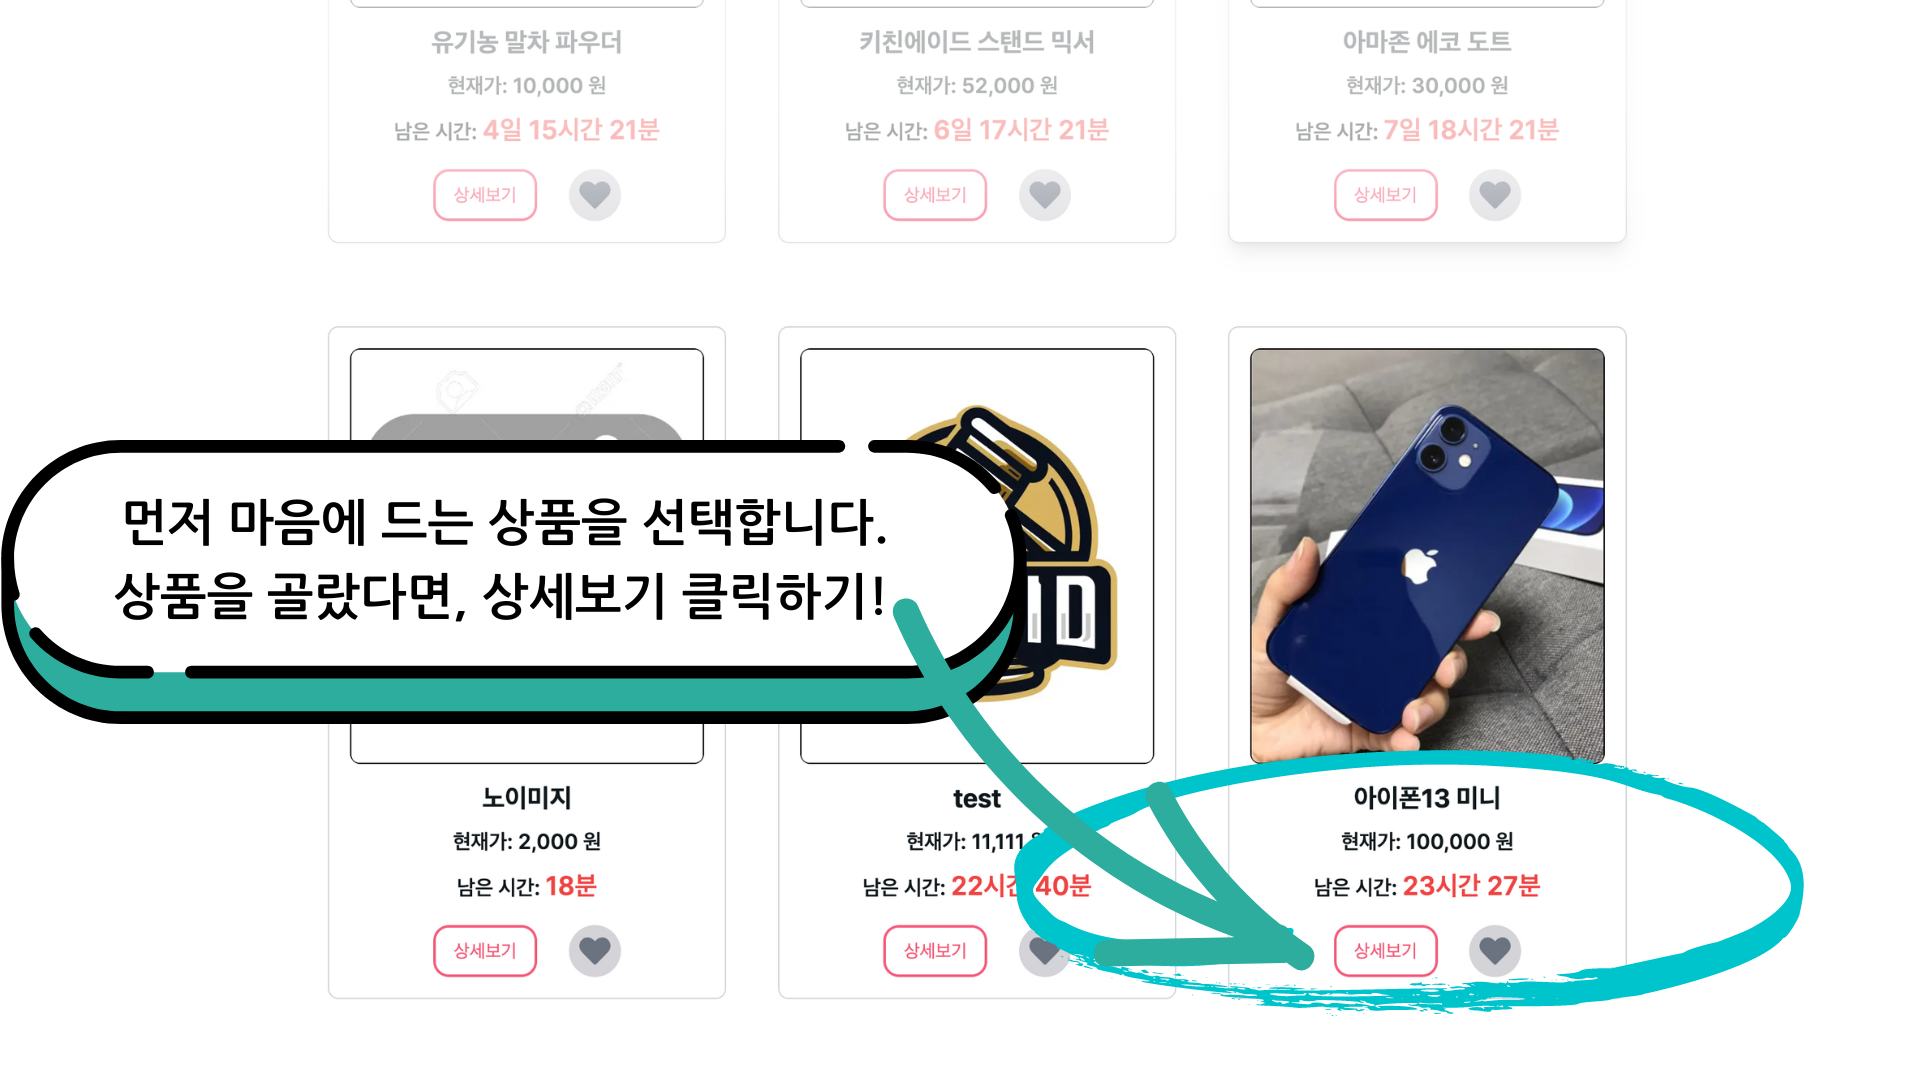 유기농 말차 파우더
현재가: 10,000 원
남은 시간: 4일 15시간 21분
상세보기
키친에이드 스탠드 믹서
현재가: 52,000 원
남은 시간: 6일 17시간 21분
상세보기
아마존 에코 도트
현재가: 30,000 원
남은 시간: 7일 18시간 21분
상세보기
먼저 마음에 드는 상품을 선택합니다.
상품을 골랐다면, 상세보기 클릭하기!
노이미지
현재가: 2,000 원
남은 시간: 18분
상세보기
test
현재가: 11,111 원
남은 시간: 22시간 40분
상세보기
아이폰13 미니
현재가: 100,000 원
남은 시간: 23시간 27분
상세보기